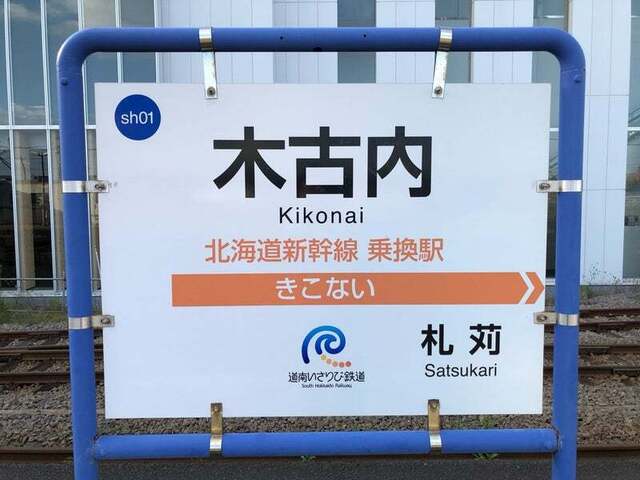 sh01
木古内
Kikonai
北海道新幹線 乗換駅
きこない
札苅
Satsukari
道南いさりび鉄道
South Hokkaido Railway